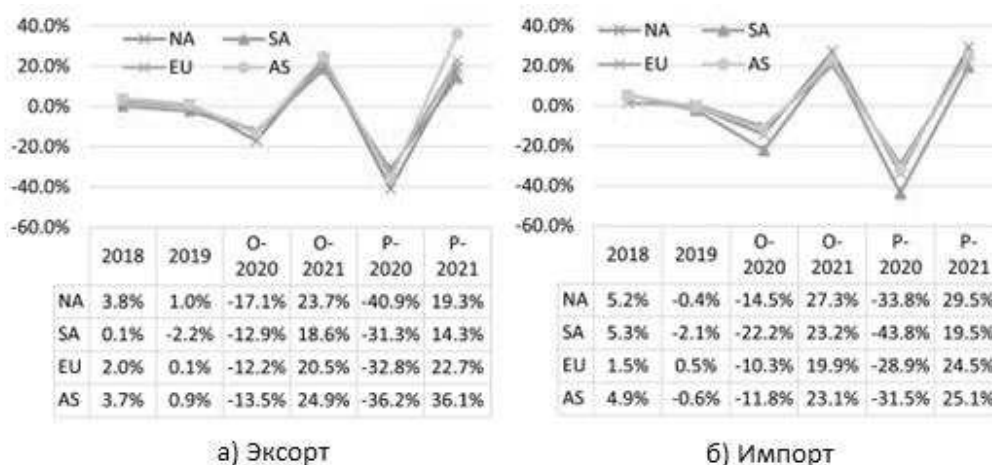 40.0%
NA SA
20.0%
EU AS
0.0%
-20.0%
-40.0%
-60.0%
2018 2019 O-2020 O-2021 P-2020 P-2021
NA 3.8% 1.0% -17.1% 23.7% -40.9% 19.3%
SA 0.1% -2.2% -12.9% 18.6% -31.3% 14.3%
EU 2.0% 0.1% -12.2% 20.5% -32.8% 22.7%
AS 3.7% 0.9% -13.5% 24.9% -36.2% 36.1%
а) Эксорт
40.0%
NA SA
20.0%
EU AS
0.0%
-20.0%
-40.0%
-60.0%
2018 2019 O-2020 O-2021 P-2020 P-2021
NA 5.2% -0.4% -14.5% 27.3% -33.8% 29.5%
SA 5.3% -2.1% -22.2% 23.2% -43.8% 19.5%
EU 1.5% 0.5% -10.3% 19.9% -28.9% 24.5%
AS 4.9% -0.6% -11.8% 23.1% -31.5% 25.1%
б) Импорт